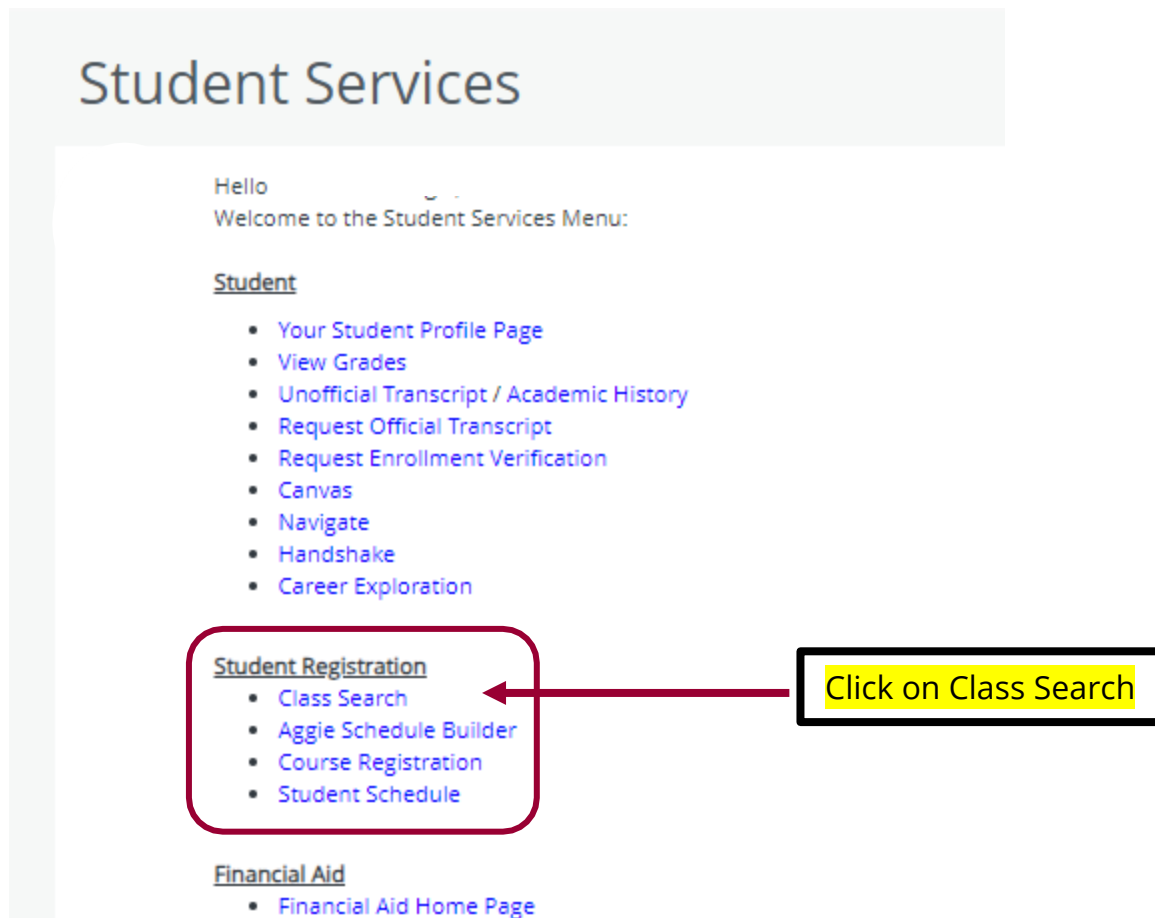 Student Services
Hello
Welcome to the Student Services Menu:
Student
• Your Student Profile Page
• View Grades
• Unofficial Transcript / Academic History
• Request Official Transcript
• Request Enrollment Verification
• Canvas
• Navigate
• Handshake
• Career Exploration
Student Registration
• Class Search
Click on Class Search
• Aggie Schedule Builder
• Course Registration
• Student Schedule
Financial Aid
• Financial Aid Home Page